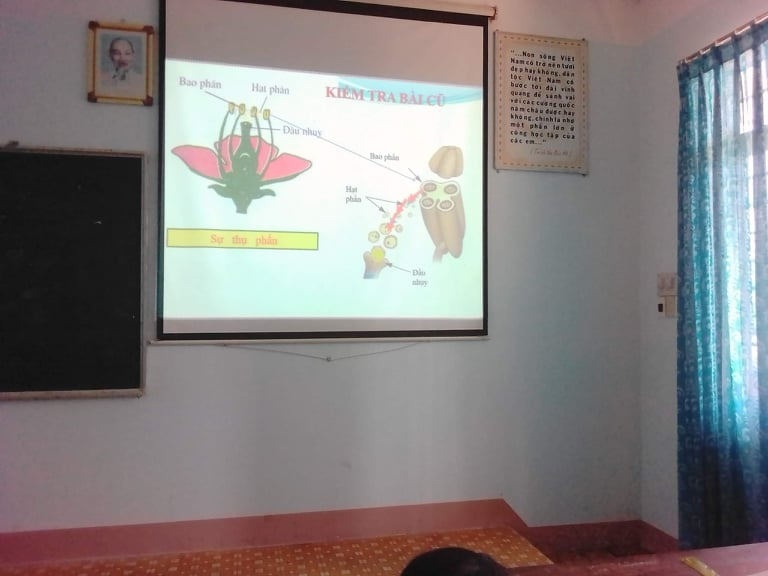 Bao phấn
Hạt phấn
KIỂM TRA BÀI CŨ
Đầu nhụy
Bao phấn
Hạt
phấn
Sự thụ phấn
Đầu
nhụy
"...Non sông Việt
Nam có trở nên tươi
đẹp hay không, dân
tộc Việt Nam có
bước tới đài vinh
quang để sánh vai
với các cường quốc
năm châu được hay
không, chính là nhờ
một phần lớn ở
công học tập của
các em..."